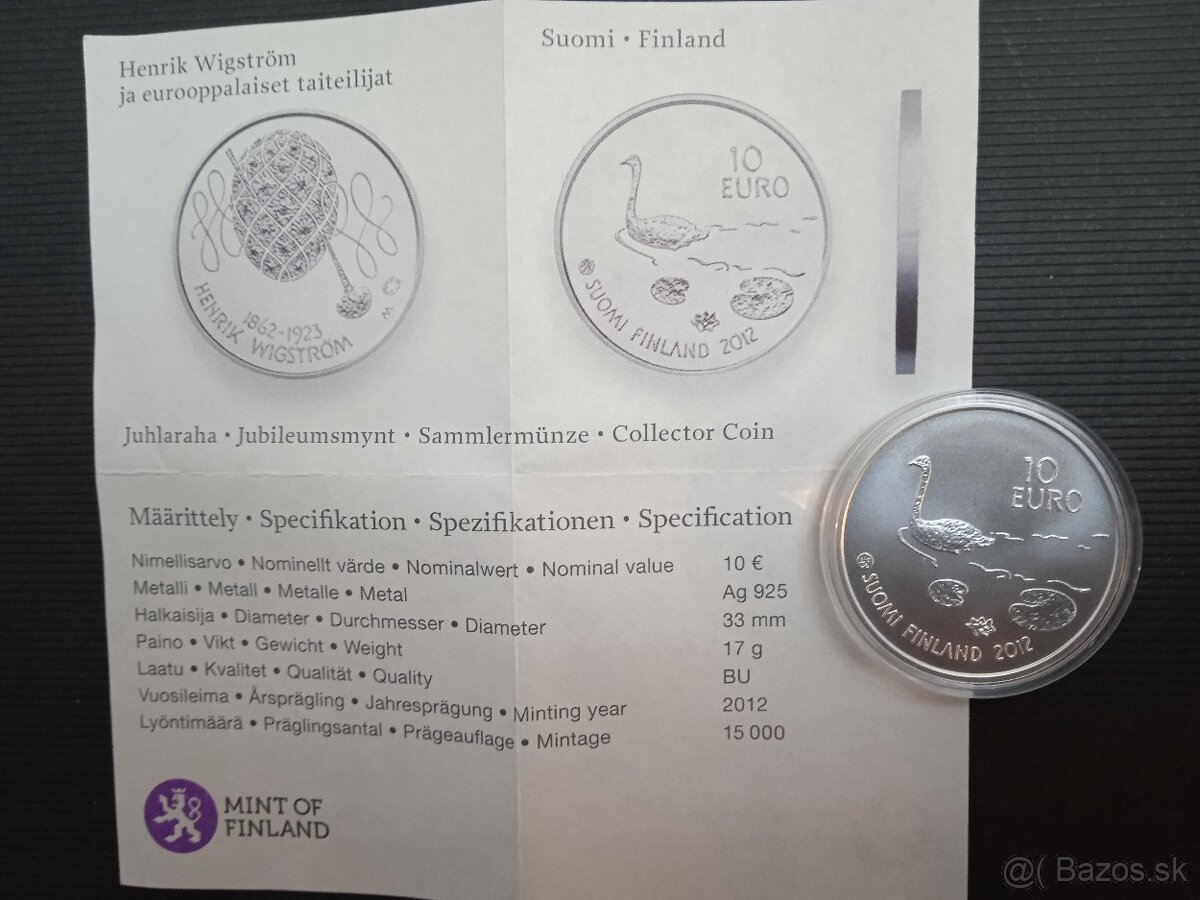 Henrik Wigström
ja eurooppalaiset taiteilijat
HENRIK WIGSTRÖM
1862-1923
W
Suomi • Finland
10
EURO
SUOMI FINLAND 2012
Juhlaraha • Jubileumsmynt • Sammlermünze • Collector Coin
Määrittely • Specifikation • Spezifikationen • Specification
Nimellisarvo • Nominellt värde • Nominalwert • Nominal value 10 €
Metalli • Metall • Metalle • Metal Ag 925
Halkaisija • Diameter • Durchmesser • Diameter 33 mm
Paino • Vikt • Gewicht • Weight 17 g
Laatu • Kvalitet • Qualität • Quality BU
Vuosileima • Årsprägling • Jahresprägung • Minting year 2012
Lyöntimäärä • Präglingsantal • Prägeauflage • Mintage 15 000
MINT OF
FINLAND
10
EURO
SUOMI FINLAND 2012
@( Bazos.sk